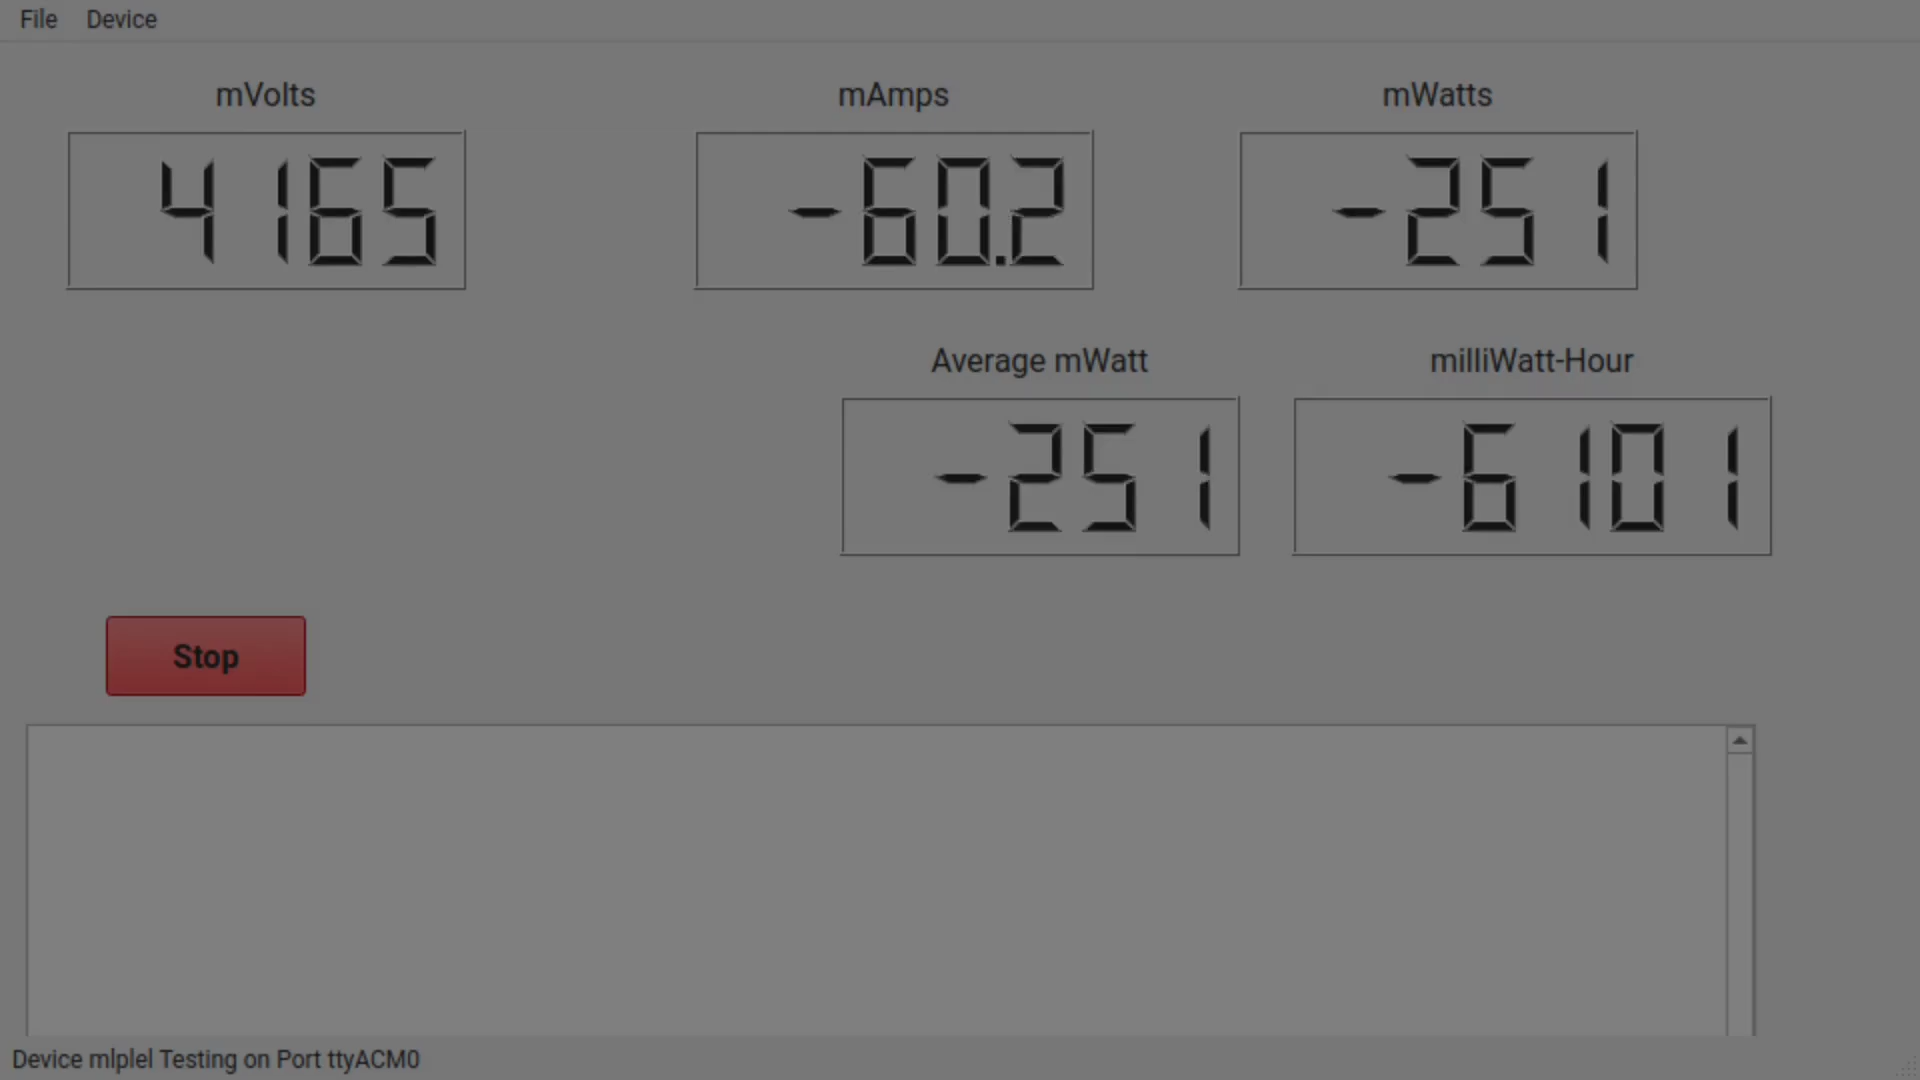 File Device
mVolts mAmps mWatts
4165 -60.2 -251
Average mWatt milliWatt-Hour
-251 -6101
Stop
Device mlplel Testing on Port ttyACM0